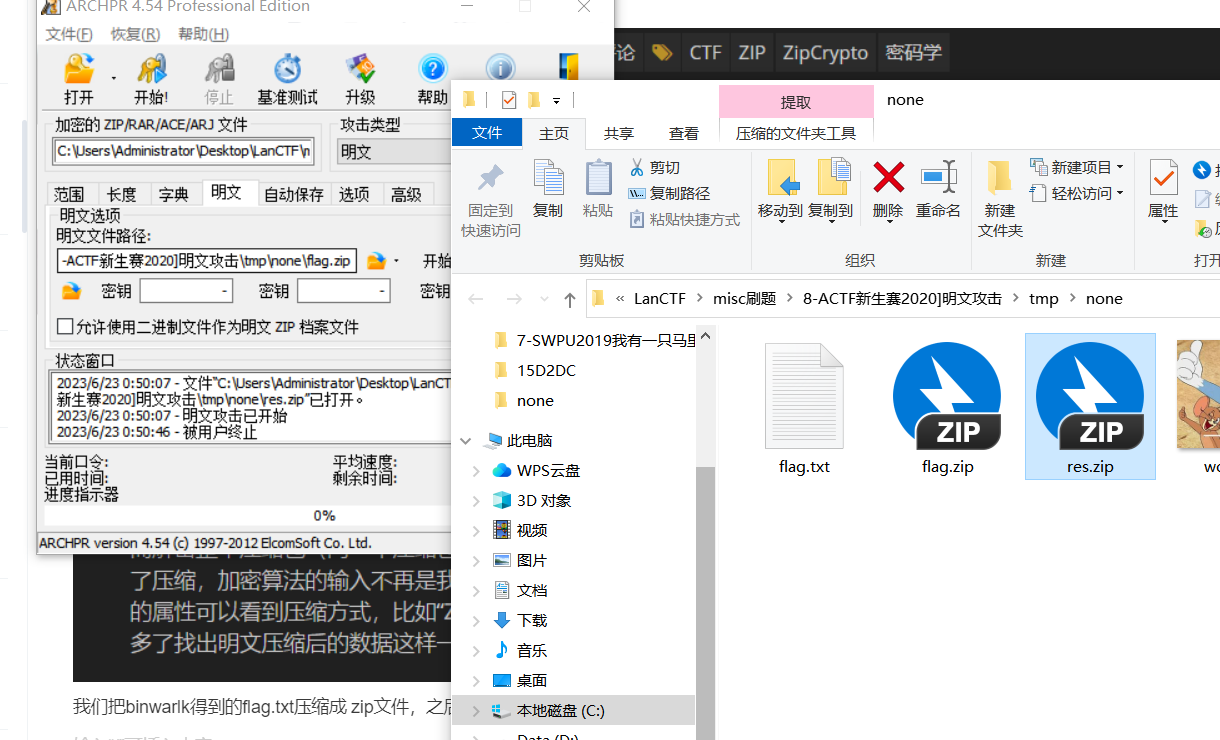 ARCHPR 4.54 Professional Edition
文件(F) 恢复(R) 帮助(H)
打开 开始! 停止 基准测试 升级 帮助
加密的 ZIP/RAR/ACE/ARJ 文件
攻击类型
C:\Users\Administrator\Desktop\LanCTF\
明文
范围 长度 字典 明文 自动保存 选项 高级
明文选项
明文文件路径:
-ACTF新生赛2020]明文攻击\tmp\none\flag.zip
开始
密钥 - 密钥 - 密钥
允许使用二进制文件作为明文 ZIP 档案文件
状态窗口
2023/6/23 0:50:07 - 文件"C:\Users\Administrator\Desktop\LanCT
新生赛2020]明文攻击\tmp\none\res.zip"已打开。
2023/6/23 0:50:07 - 明文攻击已开始
2023/6/23 0:50:46 - 被用户终止
当前口令: 平均速度:
已用时间: 剩余时间:
进度指示器
0%
ARCHPR version 4.54 (c) 1997-2012 ElcomSoft Co. Ltd.
论 CTF ZIP ZipCrypto 密码学
提取 none
文件 主页 共享 查看 压缩的文件夹工具
固定到
快速访问
复制
粘贴
剪切
复制路径
粘贴快捷方式
剪贴板
移动到 复制到 删除 重命名
组织
新建
文件夹
新建项目
轻松访问
新建
属性
打开
« LanCTF › misc刷题 › 8-ACTF新生赛2020]明文攻击 › tmp › none
7-SWPU2019我有一只马里
15D2DC
none
此电脑
WPS云盘
3D 对象
视频
图片
文档
下载
音乐
桌面
本地磁盘 (C:)
Data (D:)
ZIP ZIP
flag.txt flag.zip res.zip
了压缩，加密算法的输入不再是我
的属性可以看到压缩方式，比如“Z
多了找出明文压缩后的数据这样一
我们把binwarlk得到的flag.txt压缩成 zip文件，之后